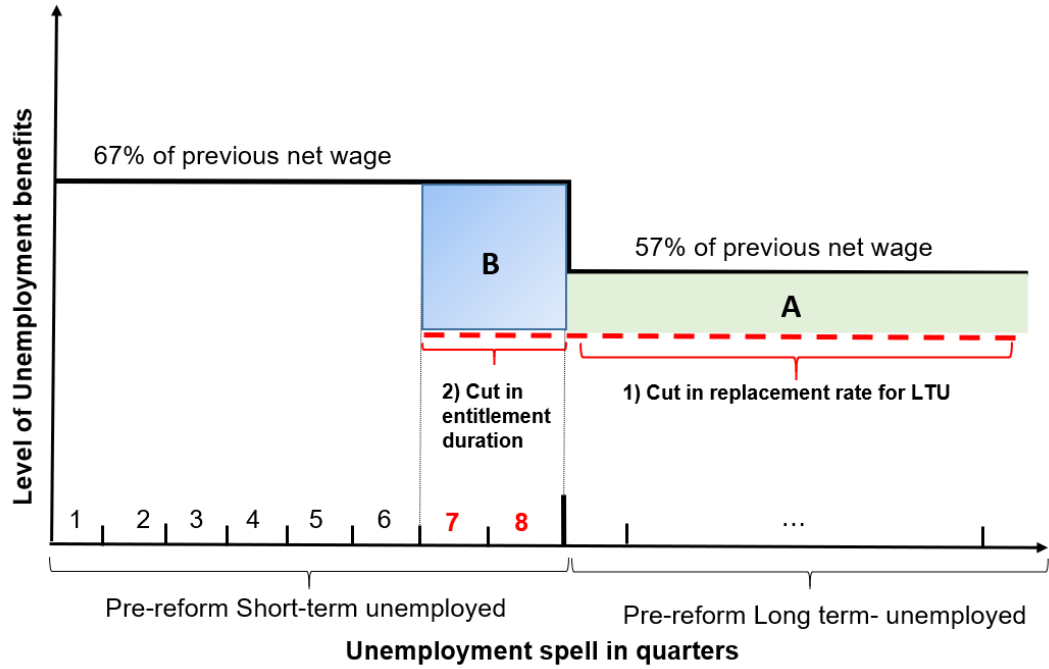 Level of Unemployment benefits
67% of previous net wage
57% of previous net wage
B
A
2) Cut in
entitlement
duration
1) Cut in replacement rate for LTU
1 2 3 4 5 6 7 8 ...
Pre-reform Short-term unemployed
Pre-reform Long term- unemployed
Unemployment spell in quarters